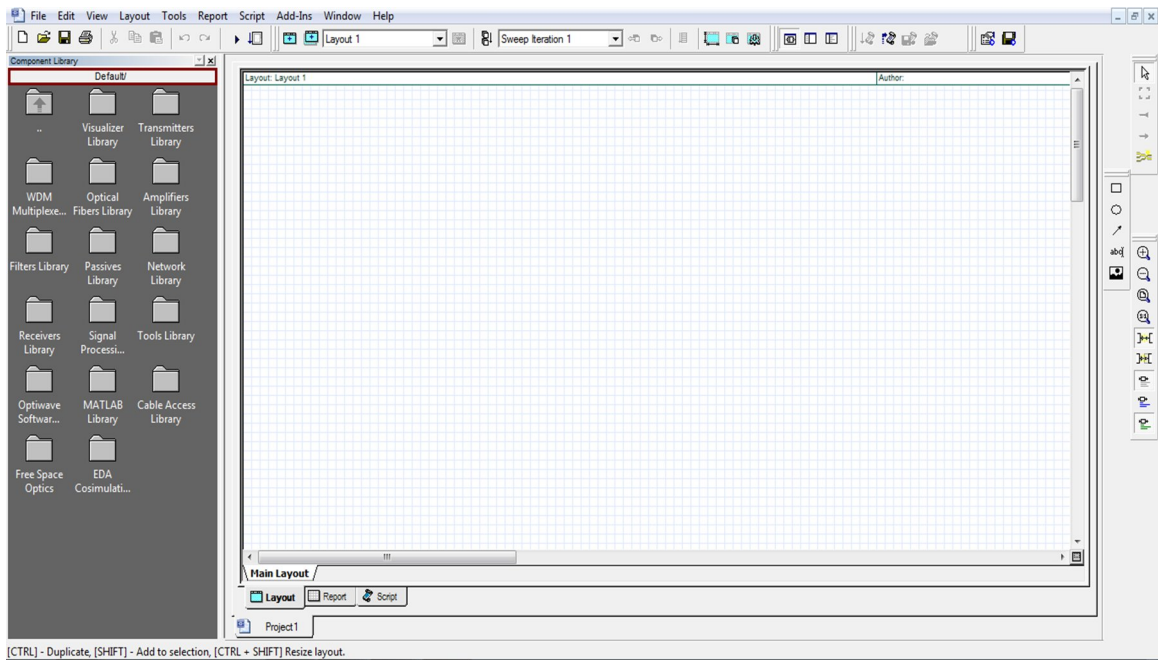 File Edit View Layout Tools Report Script Add-Ins Window Help
Layout 1
Sweep Iteration 1
Component Library
Default/
Layout: Layout 1
Author:
..
Visualizer Library
Transmitters Library
WDM Multiplexe...
Optical Fibers Library
Amplifiers Library
Filters Library
Passives Library
Network Library
Receivers Library
Signal Processi...
Tools Library
Optiwave Softwar...
MATLAB Library
Cable Access Library
Free Space Optics
EDA Cosimulati...
abc
1:1
Main Layout
Layout
Report
Script
Project1
[CTRL] - Duplicate, [SHIFT] - Add to selection, [CTRL + SHIFT] Resize layout.